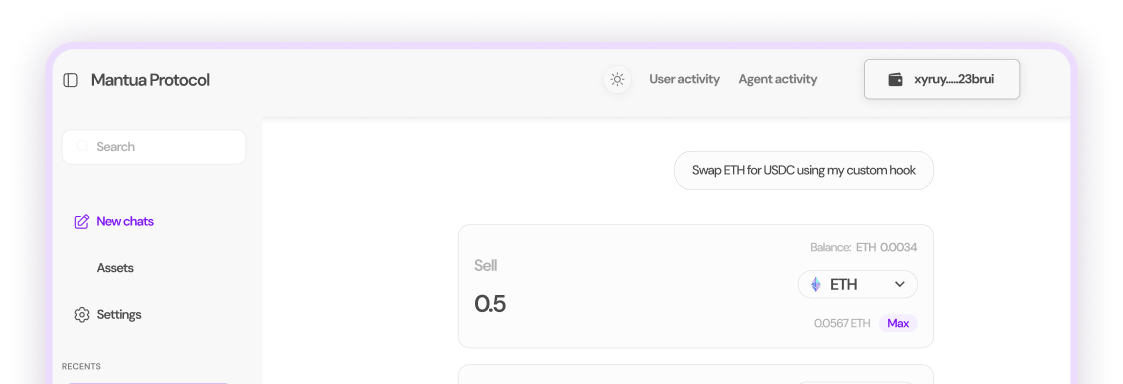 Mantua Protocol
User activity
Agent activity
xyruy.....23brui
Search
Swap ETH for USDC using my custom hook
New chats
Assets
Settings
RECENTS
Balance: ETH 0.0034
Sell
ETH
0.5
0.0567 ETH
Max